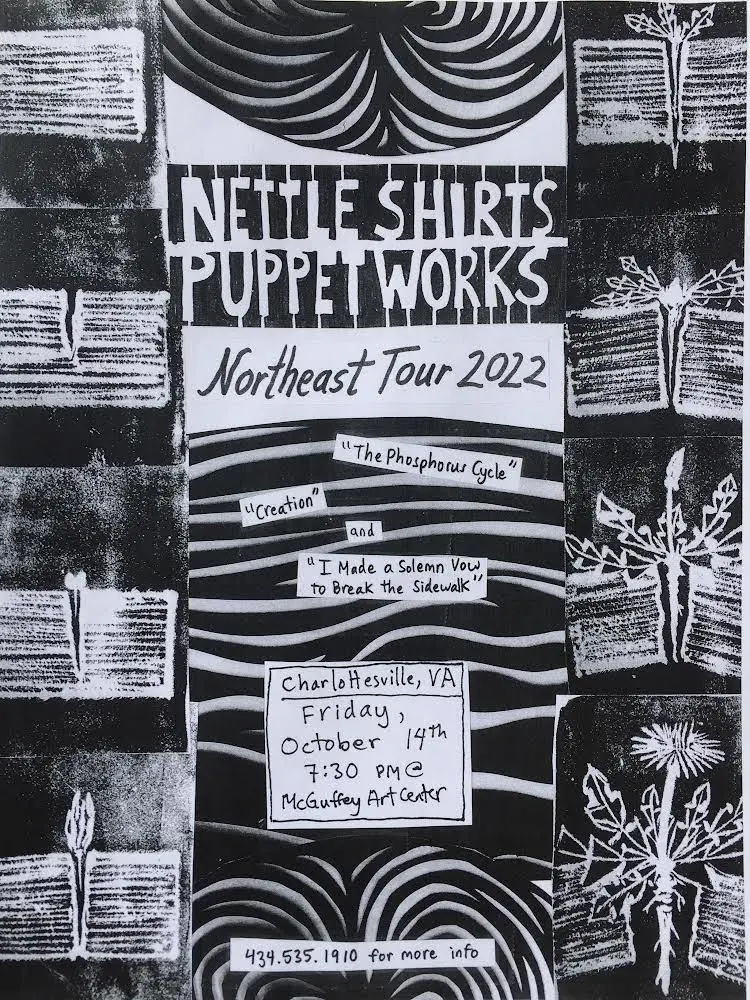 NETTLE SHIRTS
PUPPET WORKS
Northeast Tour 2022
"The Phosphorus Cycle"
"Creation"
and
"I Made a Solemn Vow
to Break the Sidewalk"
Charlottesville, VA
Friday,
October 14th
7:30 PM @
McGuffey Art Center
434.535.1910 for more info